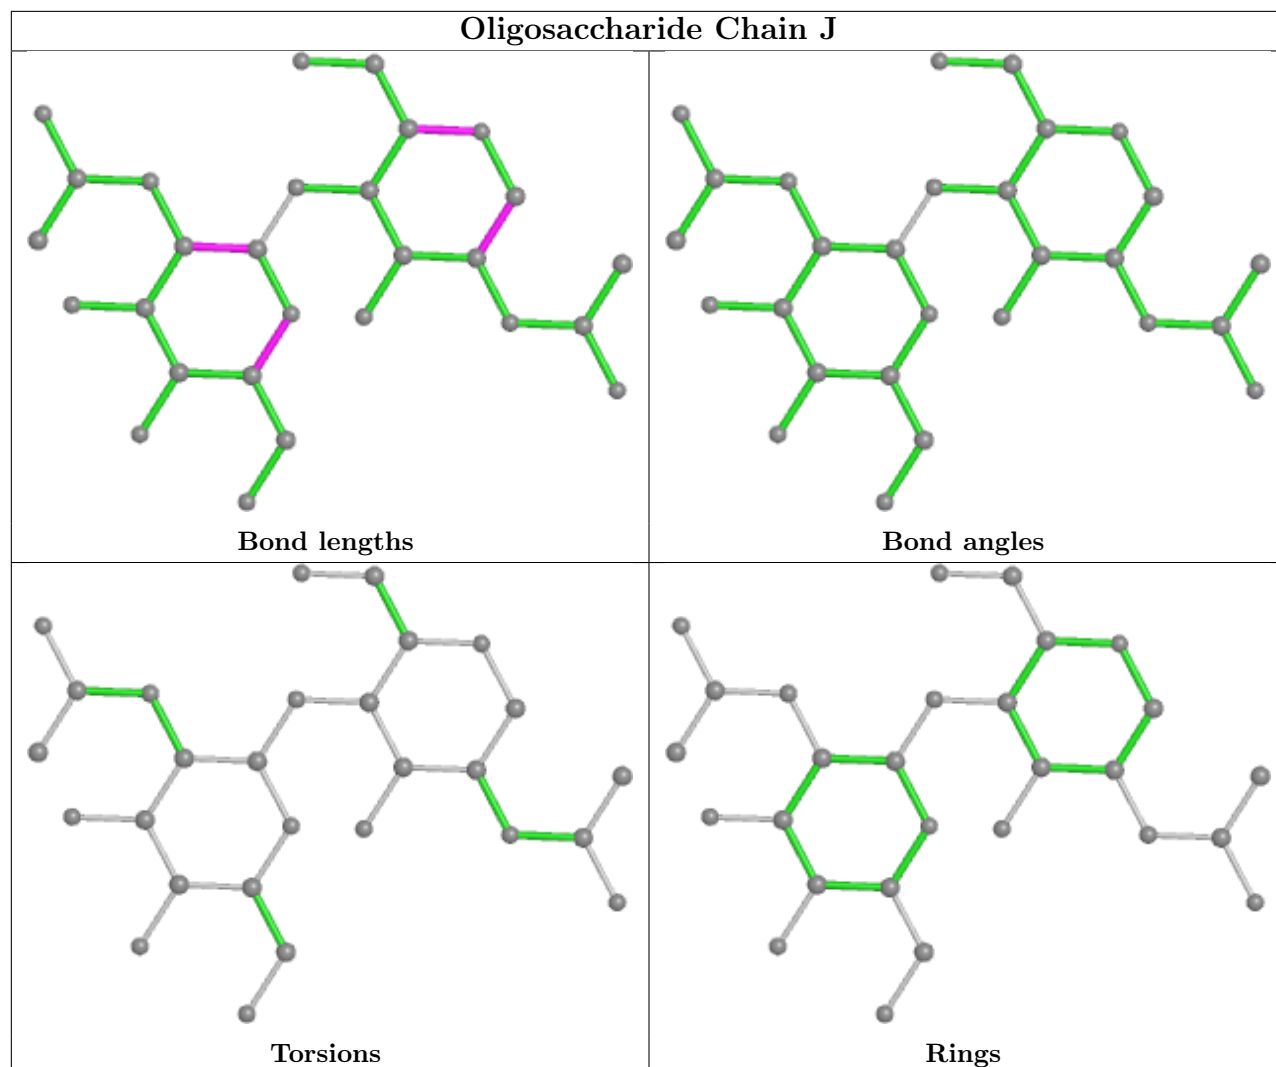 Oligosaccharide Chain J
Bond lengths
Bond angles
Torsions
Rings